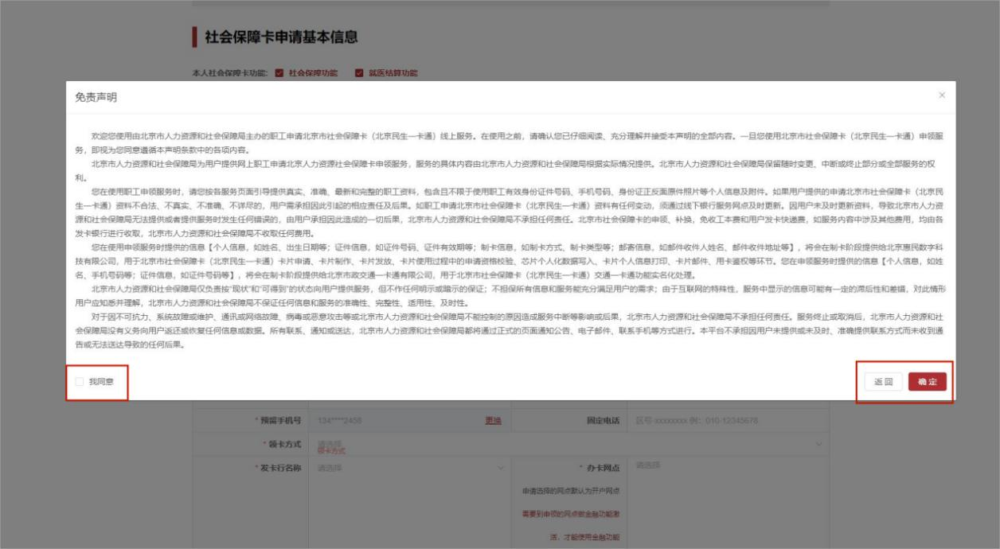 社会保障卡申请基本信息
本人社会保障卡功能: 社会保障功能 就医结算功能
免责声明
欢迎您使用由北京市人力资源和社会保障局主办的职工申请北京市社会保障卡（北京民生一卡通）线上服务。在使用之前，请确认您已仔细阅读、充分理解并接受本声明的全部内容。一旦您使用北京市社会保障卡（北京民生一卡通）申领服
务，即视为您同意遵循本声明条款中的各项内容。
北京市人力资源和社会保障局为用户提供网上职工申请北京人力资源社会保障卡申领服务，服务的具体内容由北京市人力资源和社会保障局根据实际情况提供。北京市人力资源和社会保障局保留随时变更、中断或终止部分或全部服务的权
利。
您在使用职工申领服务时，请您按各服务页面引导提供真实、准确、最新和完整的职工资料，包含且不限于使用职工有效身份证件号码、手机号码、身份证正反面原件照片等个人信息及附件。如果用户提供的申请北京市社会保障卡（北京民
生一卡通）资料不合法、不真实、不准确、不详尽的，用户需承担因此引起的相应责任及后果。如职工申请北京市社会保障卡（北京民生一卡通）资料有任何变动，须通过线下银行服务网点及时更新。因用户未及时更新资料，导致北京市人力资
源和社会保障局无法提供或者提供服务时发生任何错误的，由用户承担因此造成的一切后果，北京市人力资源和社会保障局不承担任何责任。北京市社会保障卡的申领、补换，免收工本费和用户发卡快递费，如服务内容中涉及其他费用，均由各
发卡银行进行收取，北京市人力资源和社会保障局不收取任何费用。
您在使用申领服务时提供的信息【个人信息，如姓名、出生日期等；证件信息，如证件号码、证件有效期等；制卡信息，如制卡方式、制卡类型等；邮寄信息，如邮件收件人姓名、邮件收件地址等】，将会在制卡阶段提供给北京惠民数字科
技有限公司，用于北京市社会保障卡（北京民生一卡通）卡片申请、卡片制作、卡片发放、卡片使用过程中的申请资格校验、芯片个人化数据写入、卡片个人信息打印、卡片邮件、用卡鉴权等环节。您在申领服务时提供的信息【个人信息，如姓
名、手机号码等；证件信息，如证件号码等】，将会在制卡阶段提供给北京市政交通一卡通有限公司，用于北京市社会保障卡（北京民生一卡通）交通一卡通功能实名化处理。
北京市人力资源和社会保障局仅负责按"现状"和"可得到"的状态向用户提供服务，但不作任何明示或暗示的保证；不担保所有信息和服务能充分满足用户的需求；由于互联网的特殊性，服务中显示的信息可能有一定的滞后性和差错，对此情形
用户应知悉并理解，北京市人力资源和社会保障局不保证任何信息和服务的准确性、完整性、适用性、及时性。
对于因不可抗力、系统故障或维护、通讯或网络故障、病毒或恶意攻击等或北京市人力资源和社会保障局不能控制的原因造成服务中断等影响或后果，北京市人力资源和社会保障局不承担任何责任。服务终止或取消后，北京市人力资源和社
会保障局没有义务向用户返还或恢复任何信息或数据。所有联系、通知或送达，北京市人力资源和社会保障局都将通过正式的页面通知公告、电子邮件、联系手机等方式进行。本平台不承担因用户未提供或未及时、准确提供联系方式而未收到通
告或无法送达导致的任何后果。
我同意 返回 确定
* 预留手机号 134****2458 更换 固定电话 区号-xxxxxxxx 例：010-12345678
* 领卡方式 请选择
领卡方式
* 发卡行名称 请选择 * 办卡网点 请选择
申请选择的网点默认为开户网点
需要到申领的网点做金融功能激
活，才能使用金融功能